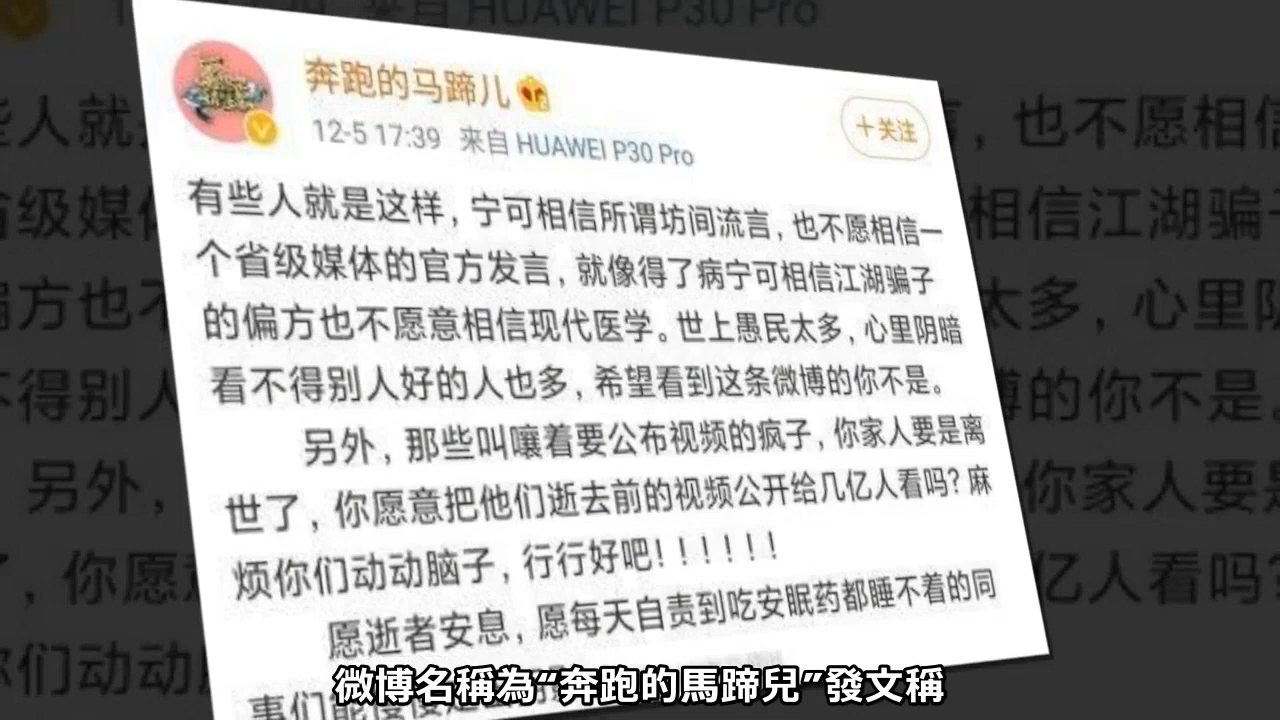 奔跑的马蹄儿
12-5 17:39 来自 HUAWEI P30 Pro
+关注
有些人就是这样，宁可相信所谓坊间流言，也不愿相信一
个省级媒体的官方发言，就像得了病宁可相信江湖骗子
的偏方也不愿意相信现代医学。世上愚民太多，心里阴暗
看不得别人好的人也多，希望看到这条微博的你不是。
另外，那些叫嚷着要公布视频的疯子，你家人要是离
世了，你愿意把他们逝去前的视频公开给几亿人看吗？麻
烦你们动动脑子，行行好吧！！！！！！
愿逝者安息，愿每天自责到吃安眠药都睡不着的同
事们能慢慢走
微博名稱為“奔跑的馬蹄兒”發文稱